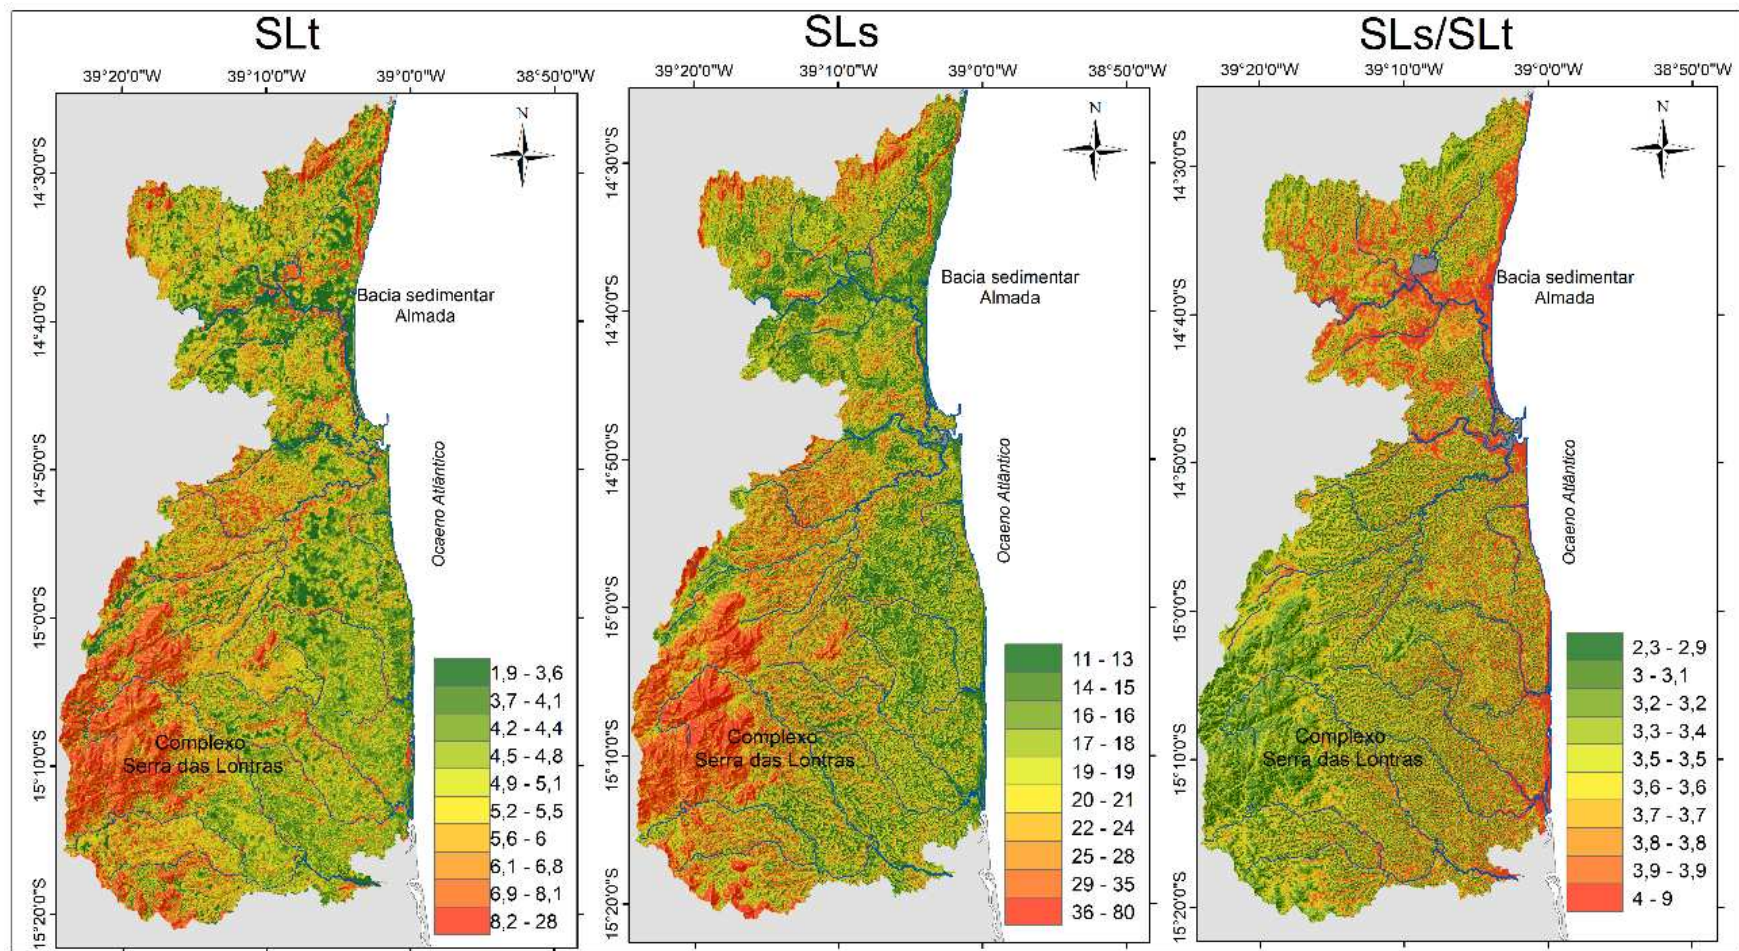 SLt
39°20'0"W 39°10'0"W 39°0'0"W 38°50'0"W
N
14°30'0"S
14°40'0"S
14°50'0"S
15°0'0"S
15°10'0"S
15°20'0"S
Bacia sedimentar
Almada
Ocaeno Atlântico
Complexo
Serra das Lontras
1,9 - 3,6
3,7 - 4,1
4,2 - 4,4
4,5 - 4,8
4,9 - 5,1
5,2 - 5,5
5,6 - 6
6,1 - 6,8
6,9 - 8,1
8,2 - 28
SLs
39°20'0"W 39°10'0"W 39°0'0"W 38°50'0"W
N
14°30'0"S
14°40'0"S
14°50'0"S
15°0'0"S
15°10'0"S
15°20'0"S
Bacia sedimentar
Almada
Ocaeno Atlântico
Complexo
Serra das Lontras
11 - 13
14 - 15
16 - 16
17 - 18
19 - 19
20 - 21
22 - 24
25 - 28
29 - 35
36 - 80
SLs/SLt
39°20'0"W 39°10'0"W 39°0'0"W 38°50'0"W
N
14°30'0"S
14°40'0"S
14°50'0"S
15°0'0"S
15°10'0"S
15°20'0"S
Bacia sedimentar
Almada
Ocaeno Atlântico
Complexo
Serra das Lontras
2,3 - 2,9
3 - 3,1
3,2 - 3,2
3,3 - 3,4
3,5 - 3,5
3,6 - 3,6
3,7 - 3,7
3,8 - 3,8
3,9 - 3,9
4 - 9